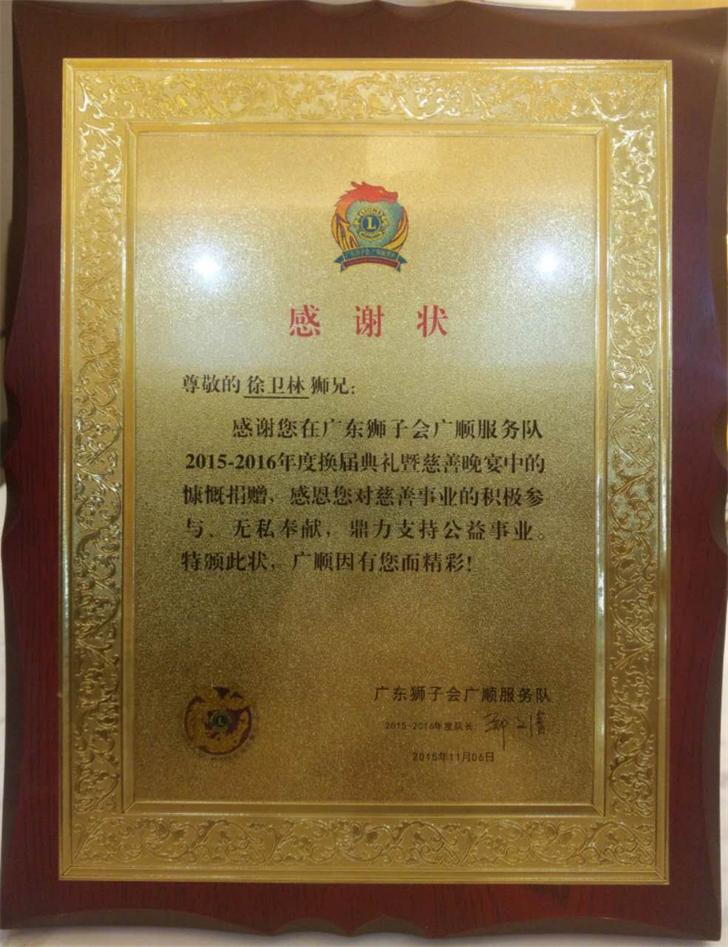 感谢状
尊敬的 徐卫林 狮兄：
感谢您在广东狮子会广顺服务队
2015-2016年度换届典礼暨慈善晚宴中的
慷慨捐赠，感恩您对慈善事业的积极参
与、无私奉献，鼎力支持公益事业。
特颁此状，广顺因有您而精彩！
广东狮子会广顺服务队
2015-2016年度队长
2015年11月06日